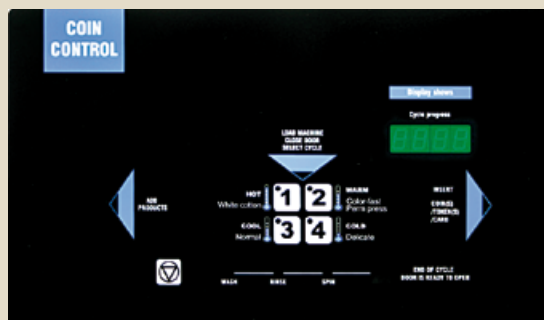 COIN
CONTROL
Display shows
Cycle progress
LOAD MACHINE
CLOSE DOOR
SELECT CYCLE
ADD
PRODUCTS
HOT
White cotton
1
2
WARM
Color-fast
Perm press
INSERT
COIN(S)
/TOKEN(S)
/CARD
COOL
Normal
3
4
COLD
Delicate
WASH
RINSE
SPIN
END OF CYCLE
DOOR IS READY TO OPEN